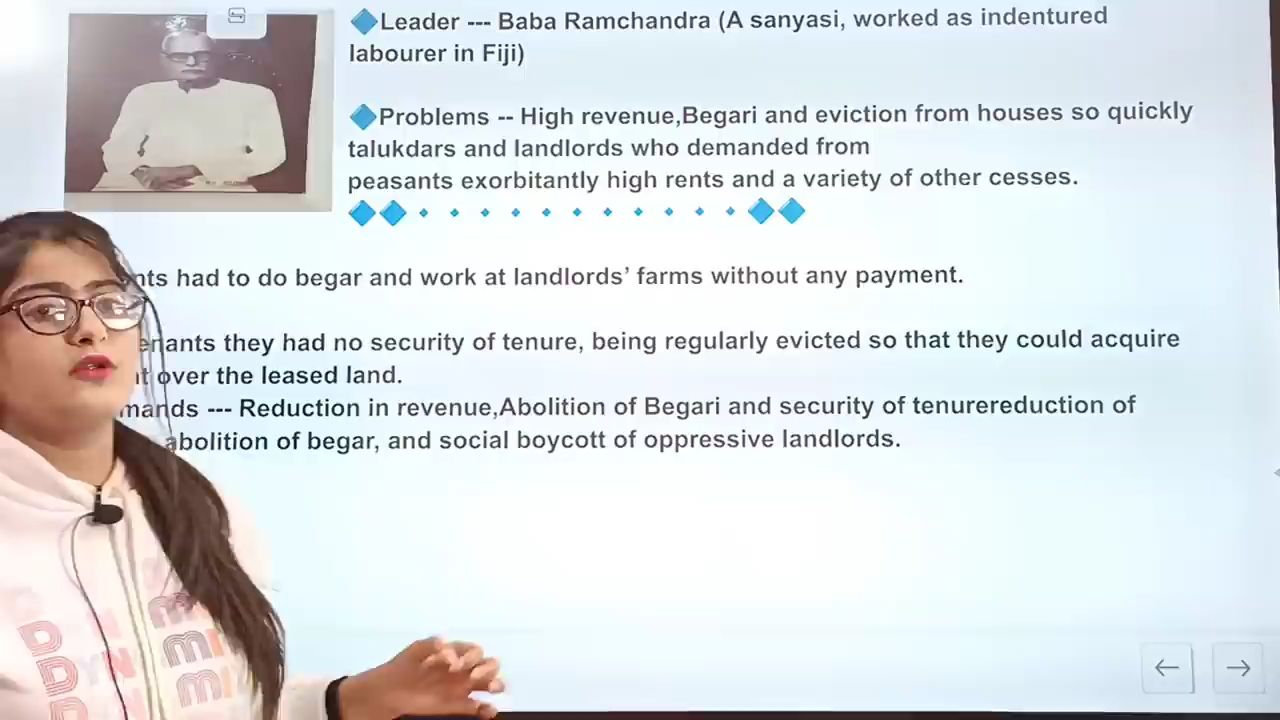 🔷Leader --- Baba Ramchandra (A sanyasi, worked as indentured
labourer in Fiji)
🔷Problems -- High revenue,Begari and eviction from houses so quickly
talukdars and landlords who demanded from
peasants exorbitantly high rents and a variety of other cesses.
nts had to do begar and work at landlords’ farms without any payment.
enants they had no security of tenure, being regularly evicted so that they could acquire
t over the leased land.
mands --- Reduction in revenue,Abolition of Begari and security of tenurereduction of
abolition of begar, and social boycott of oppressive landlords.